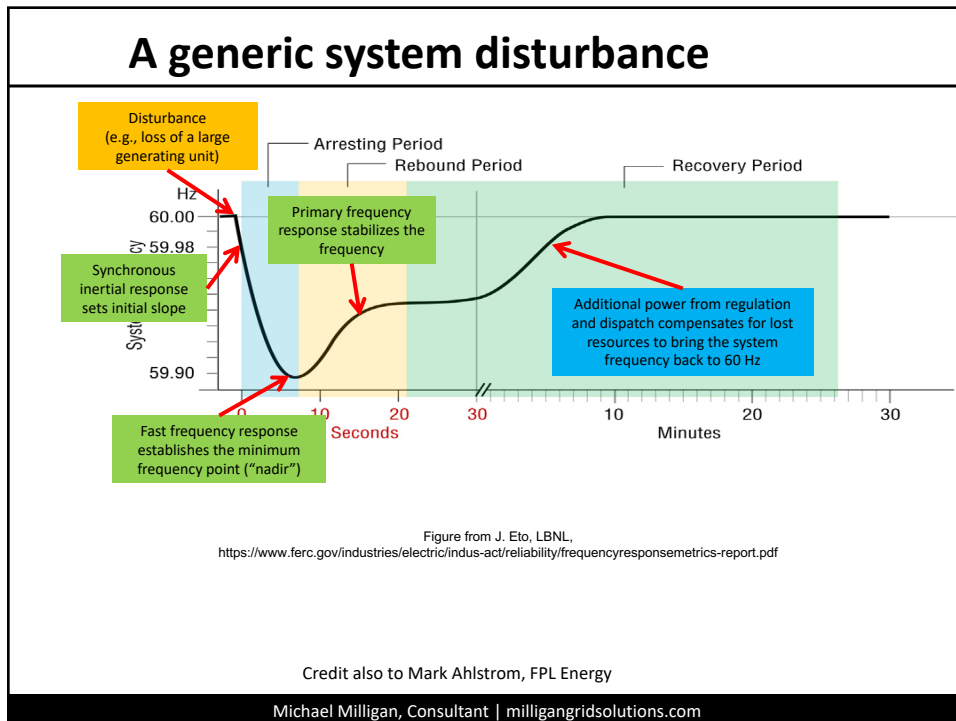 A generic system disturbance
Disturbance
(e.g., loss of a large
generating unit)
Arresting Period
Rebound Period
Recovery Period
Hz
60.00
59.98
59.90
Primary frequency
response stabilizes the
frequency
Synchronous
inertial response
sets initial slope
Additional power from regulation
and dispatch compensates for lost
resources to bring the system
frequency back to 60 Hz
0
10
20
30
10
20
30
Seconds
Minutes
Fast frequency response
establishes the minimum
frequency point (“nadir”)
Figure from J. Eto, LBNL,
https://www.ferc.gov/industries/electric/indus-act/reliability/frequencyresponsemetrics-report.pdf
Credit also to Mark Ahlstrom, FPL Energy
Michael Milligan, Consultant | milligangridsolutions.com